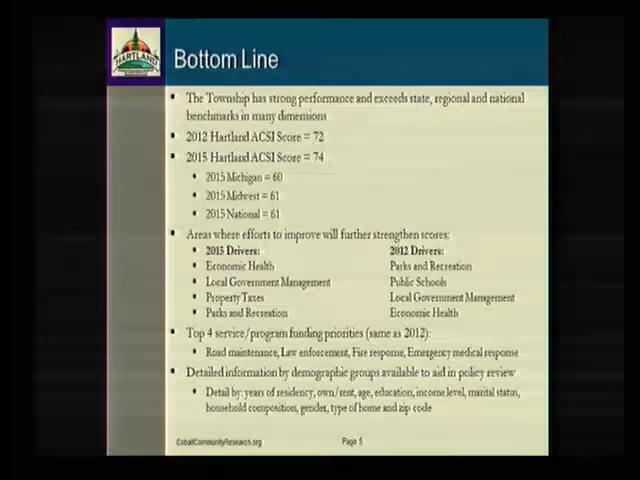 HARTLAND
Bottom Line
The Township has strong performance and exceeds state, regional and national
benchmarks in many dimensions
2012 Hartland ACSI Score = 72
2015 Hartland ACSI Score = 74
2015 Michigan = 60
2015 Midwest = 61
2015 National = 61
Areas where efforts to improve will further strengthen scores:
2015 Drivers: 2012 Drivers:
Economic Health Parks and Recreation
Local Government Management Public Schools
Property Taxes Local Government Management
Parks and Recreation Economic Health
Top 4 service/program funding priorities (same as 2012):
Road maintenance, Law enforcement, Fire response, Emergency medical response
Detailed information by demographic groups available to aid in policy review
Detail by: years of residency, own/rent, age, education, income level, marital status,
household composition, gender, type of home and zip code
CobaltCommunityResearch.org Page 5